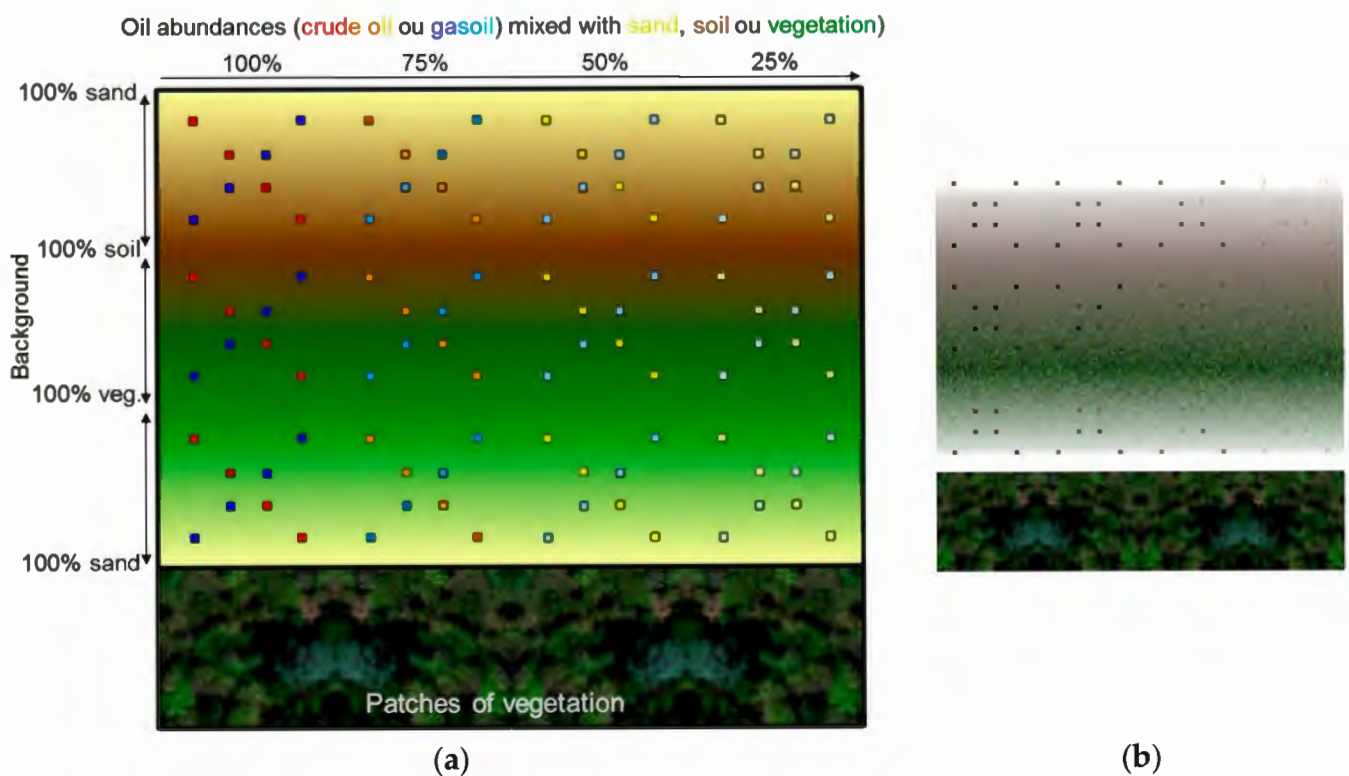 Oil abundances (crude oil ou gasoil) mixed with sand, soil ou vegetation)
100% 75% 50% 25%
100% sand
100% soil
Background
100% veg.
100% sand
Patches of vegetation
(a)
(b)